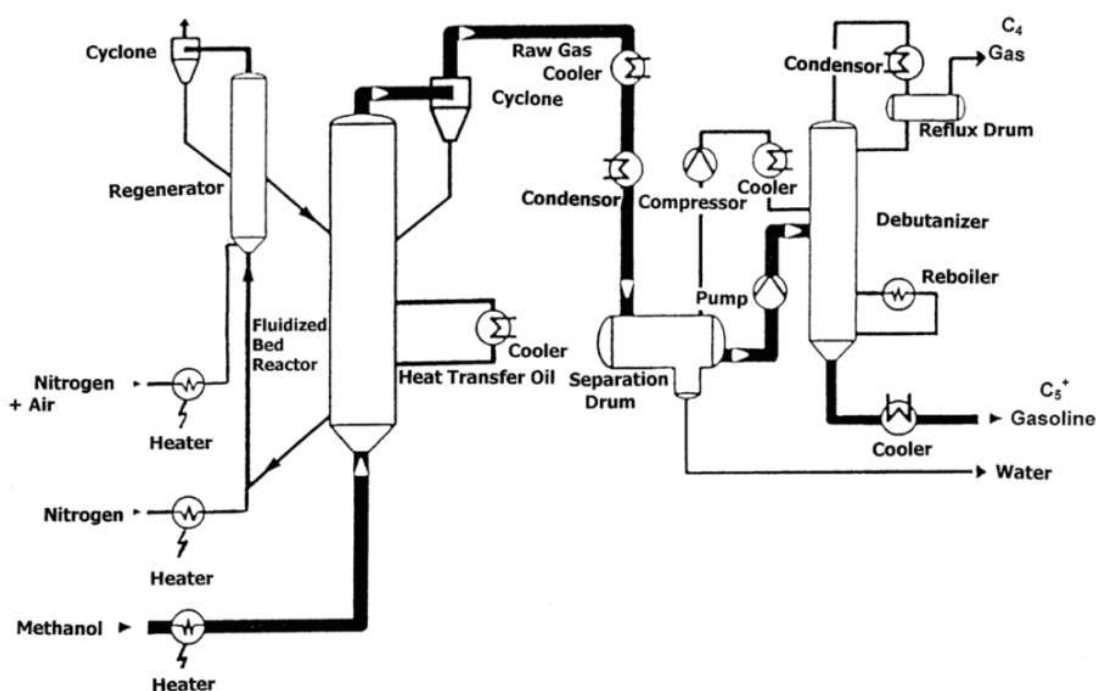 Cyclone
Regenerator
Nitrogen
+ Air
Heater
Nitrogen
Heater
Methanol
Heater
Fluidized
Bed
Reactor
Cyclone
Raw Gas
Cooler
Condensor
Cooler
Heat Transfer Oil
Compressor
Cooler
Pump
Separation
Drum
Condensor
C₄
Gas
Reflux Drum
Debutanizer
Reboiler
C₅⁺
Gasoline
Cooler
Water